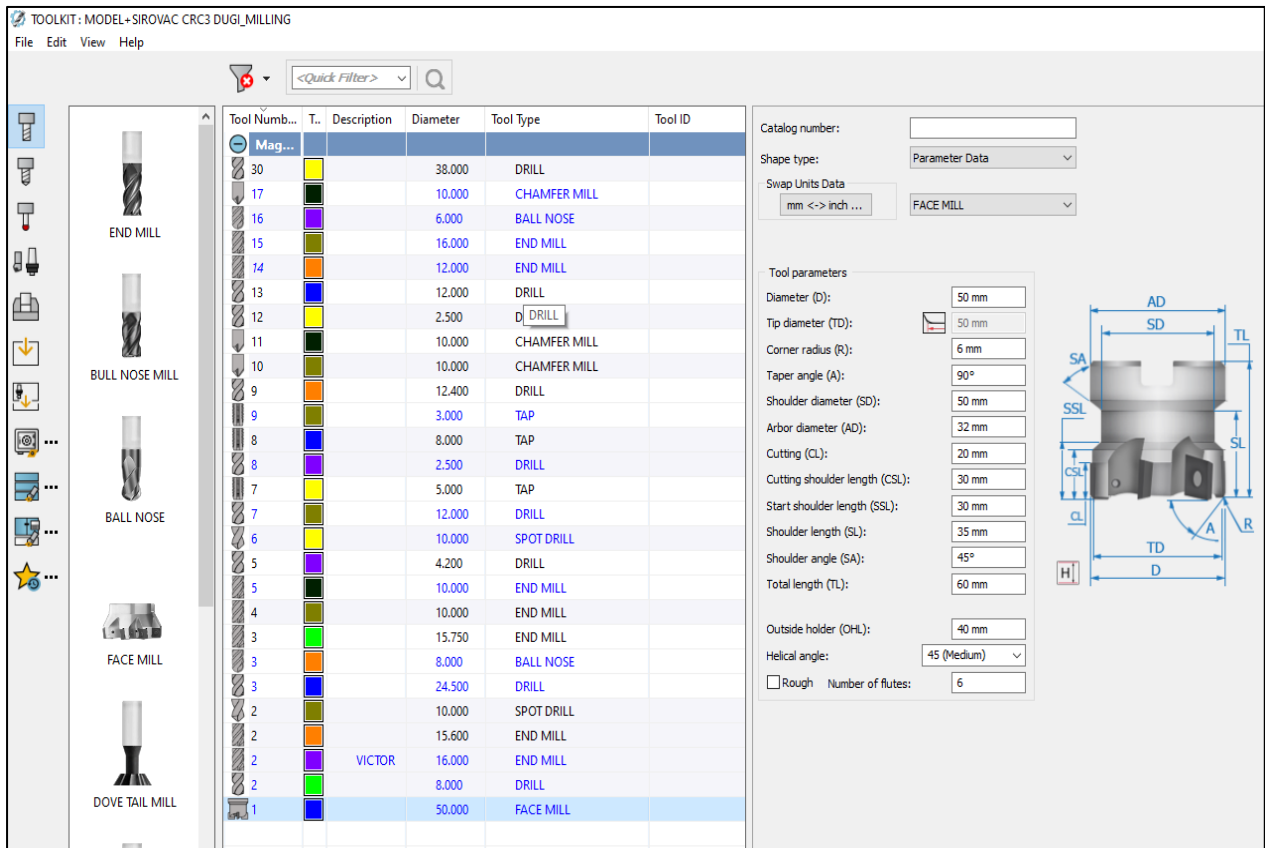 TOOLKIT : MODEL+SIROVAC CRC3 DUGI_MILLING
File Edit View Help
<Quick Filter>
END MILL
BULL NOSE MILL
BALL NOSE
FACE MILL
DOVE TAIL MILL
Tool Numb... T.. Description Diameter Tool Type Tool ID
Mag...
30 38.000 DRILL
17 10.000 CHAMFER MILL
16 6.000 BALL NOSE
15 16.000 END MILL
14 12.000 END MILL
13 12.000 DRILL
12 2.500 D DRILL
11 10.000 CHAMFER MILL
10 10.000 CHAMFER MILL
9 12.400 DRILL
9 3.000 TAP
8 8.000 TAP
8 2.500 DRILL
7 5.000 TAP
7 12.000 DRILL
6 10.000 SPOT DRILL
5 4.200 DRILL
5 10.000 END MILL
4 10.000 END MILL
3 15.750 END MILL
3 8.000 BALL NOSE
3 24.500 DRILL
2 10.000 SPOT DRILL
2 15.600 END MILL
2 VICTOR 16.000 END MILL
2 8.000 DRILL
1 50.000 FACE MILL
Catalog number:
Shape type: Parameter Data
Swap Units Data
mm <-> inch ... FACE MILL
Tool parameters
Diameter (D): 50 mm
Tip diameter (TD): 50 mm
Corner radius (R): 6 mm
Taper angle (A): 90°
Shoulder diameter (SD): 50 mm
Arbor diameter (AD): 32 mm
Cutting (CL): 20 mm
Cutting shoulder length (CSL): 30 mm
Start shoulder length (SSL): 30 mm
Shoulder length (SL): 35 mm
Shoulder angle (SA): 45°
Total length (TL): 60 mm
Outside holder (OHL): 40 mm
Helical angle: 45 (Medium)
Rough Number of flutes: 6
AD
SD
TL
SA
SSL
SL
CSL
CL
A
R
TD
D
H